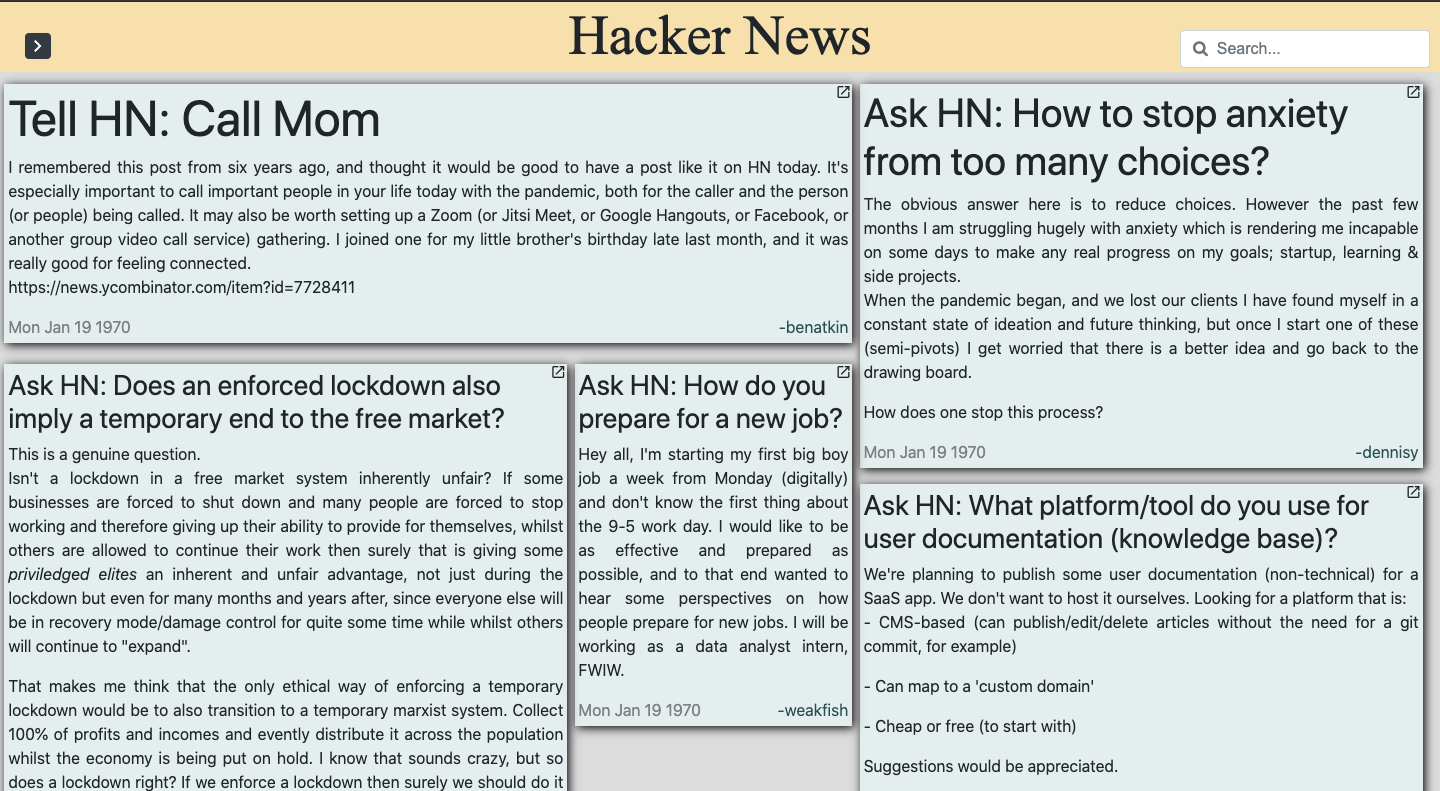 Hacker News
Search...
Tell HN: Call Mom
I remembered this post from six years ago, and thought it would be good to have a post like it on HN today. It's
especially important to call important people in your life today with the pandemic, both for the caller and the person
(or people) being called. It may also be worth setting up a Zoom (or Jitsi Meet, or Google Hangouts, or Facebook, or
another group video call service) gathering. I joined one for my little brother's birthday late last month, and it was
really good for feeling connected.
https://news.ycombinator.com/item?id=7728411
Mon Jan 19 1970
-benatkin
Ask HN: How to stop anxiety
from too many choices?
The obvious answer here is to reduce choices. However the past few
months I am struggling hugely with anxiety which is rendering me incapable
on some days to make any real progress on my goals; startup, learning &
side projects.
When the pandemic began, and we lost our clients I have found myself in a
constant state of ideation and future thinking, but once I start one of these
(semi-pivots) I get worried that there is a better idea and go back to the
drawing board.
How does one stop this process?
Mon Jan 19 1970
-dennisy
Ask HN: Does an enforced lockdown also
imply a temporary end to the free market?
This is a genuine question.
Isn't a lockdown in a free market system inherently unfair? If some
businesses are forced to shut down and many people are forced to stop
working and therefore giving up their ability to provide for themselves, whilst
others are allowed to continue their work then surely that is giving some
priviledged elites an inherent and unfair advantage, not just during the
lockdown but even for many months and years after, since everyone else will
be in recovery mode/damage control for quite some time while whilst others
will continue to "expand".
That makes me think that the only ethical way of enforcing a temporary
lockdown would be to also transition to a temporary marxist system. Collect
100% of profits and incomes and evently distribute it across the population
whilst the economy is being put on hold. I know that sounds crazy, but so
does a lockdown right? If we enforce a lockdown then surely we should do it
Ask HN: How do you
prepare for a new job?
Hey all, I'm starting my first big boy
job a week from Monday (digitally)
and don't know the first thing about
the 9-5 work day. I would like to be
as effective and prepared as
possible, and to that end wanted to
hear some perspectives on how
people prepare for new jobs. I will be
working as a data analyst intern,
FWIW.
Mon Jan 19 1970
-weakfish
Ask HN: What platform/tool do you use for
user documentation (knowledge base)?
We're planning to publish some user documentation (non-technical) for a
SaaS app. We don't want to host it ourselves. Looking for a platform that is:
- CMS-based (can publish/edit/delete articles without the need for a git
commit, for example)
- Can map to a 'custom domain'
- Cheap or free (to start with)
Suggestions would be appreciated.